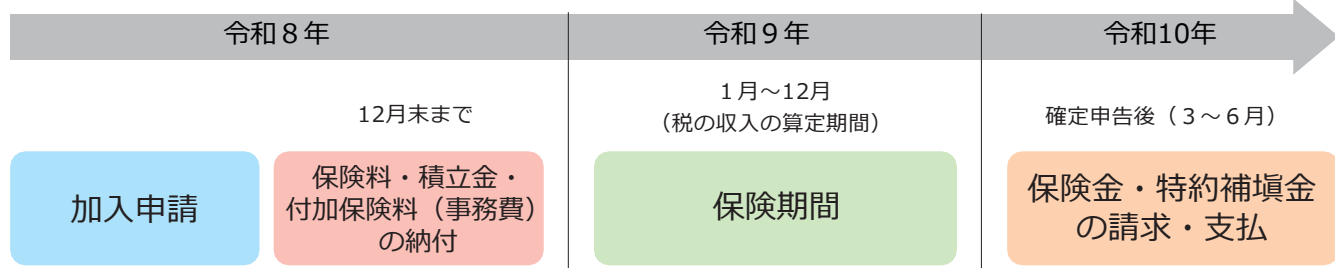 令和８年
令和９年
令和10年
12月末まで
１月～12月
（税の収入の算定期間）
確定申告後（３～６月）
加入申請
保険料・積立金・
付加保険料（事務費）
の納付
保険期間
保険金・特約補塡金
の請求・支払